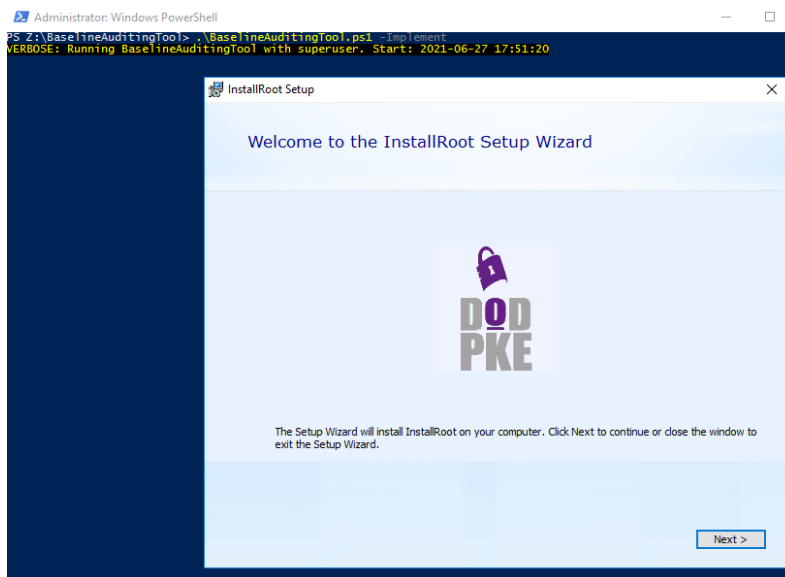 Administrator: Windows PowerShell
PS Z:\BaselineAuditingTool> .\BaselineAuditingTool.ps1 -Implement
VERBOSE: Running BaselineAuditingTool with superuser. Start: 2021-06-27 17:51:20
InstallRoot Setup
Welcome to the InstallRoot Setup Wizard
DOD
PKE
The Setup Wizard will install InstallRoot on your computer. Click Next to continue or close the window to
exit the Setup Wizard.
Next >